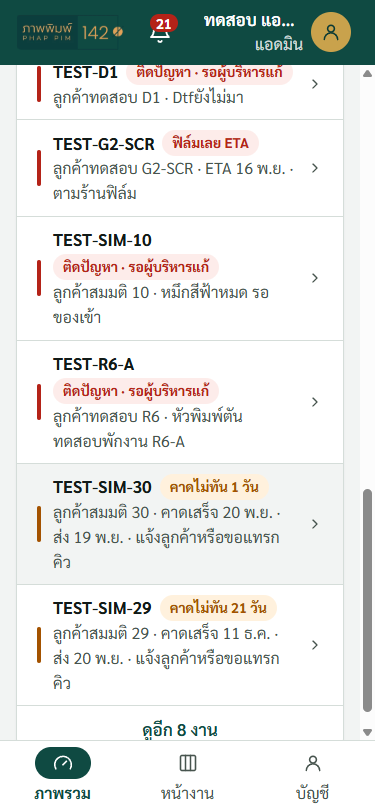 ภาพพิมพ์
PHAP PIM
142
21
ทดสอบ แอ...
แอดมิน
TEST-D1 ติดปัญหา · รอผู้บริหารแก้
ลูกค้าทดสอบ D1 · Dtfยังไม่มา
TEST-G2-SCR ฟิล์มเลย ETA
ลูกค้าทดสอบ G2-SCR · ETA 16 พ.ย. ·
ตามร้านฟิล์ม
TEST-SIM-10
ติดปัญหา · รอผู้บริหารแก้
ลูกค้าสมมติ 10 · หมึกสีฟ้าหมด รอ
ของเข้า
TEST-R6-A
ติดปัญหา · รอผู้บริหารแก้
ลูกค้าทดสอบ R6 · หัวพิมพ์ตัน
ทดสอบพักงาน R6-A
TEST-SIM-30 คาดไม่ทัน 1 วัน
ลูกค้าสมมติ 30 · คาดเสร็จ 20 พ.ย. ·
ส่ง 19 พ.ย. · แจ้งลูกค้าหรือขอแทรก
คิว
TEST-SIM-29 คาดไม่ทัน 21 วัน
ลูกค้าสมมติ 29 · คาดเสร็จ 11 ธ.ค. ·
ส่ง 20 พ.ย. · แจ้งลูกค้าหรือขอแทรก
คิว
ดูอีก 8 งาน
ภาพรวม
หน้างาน
บัญชี